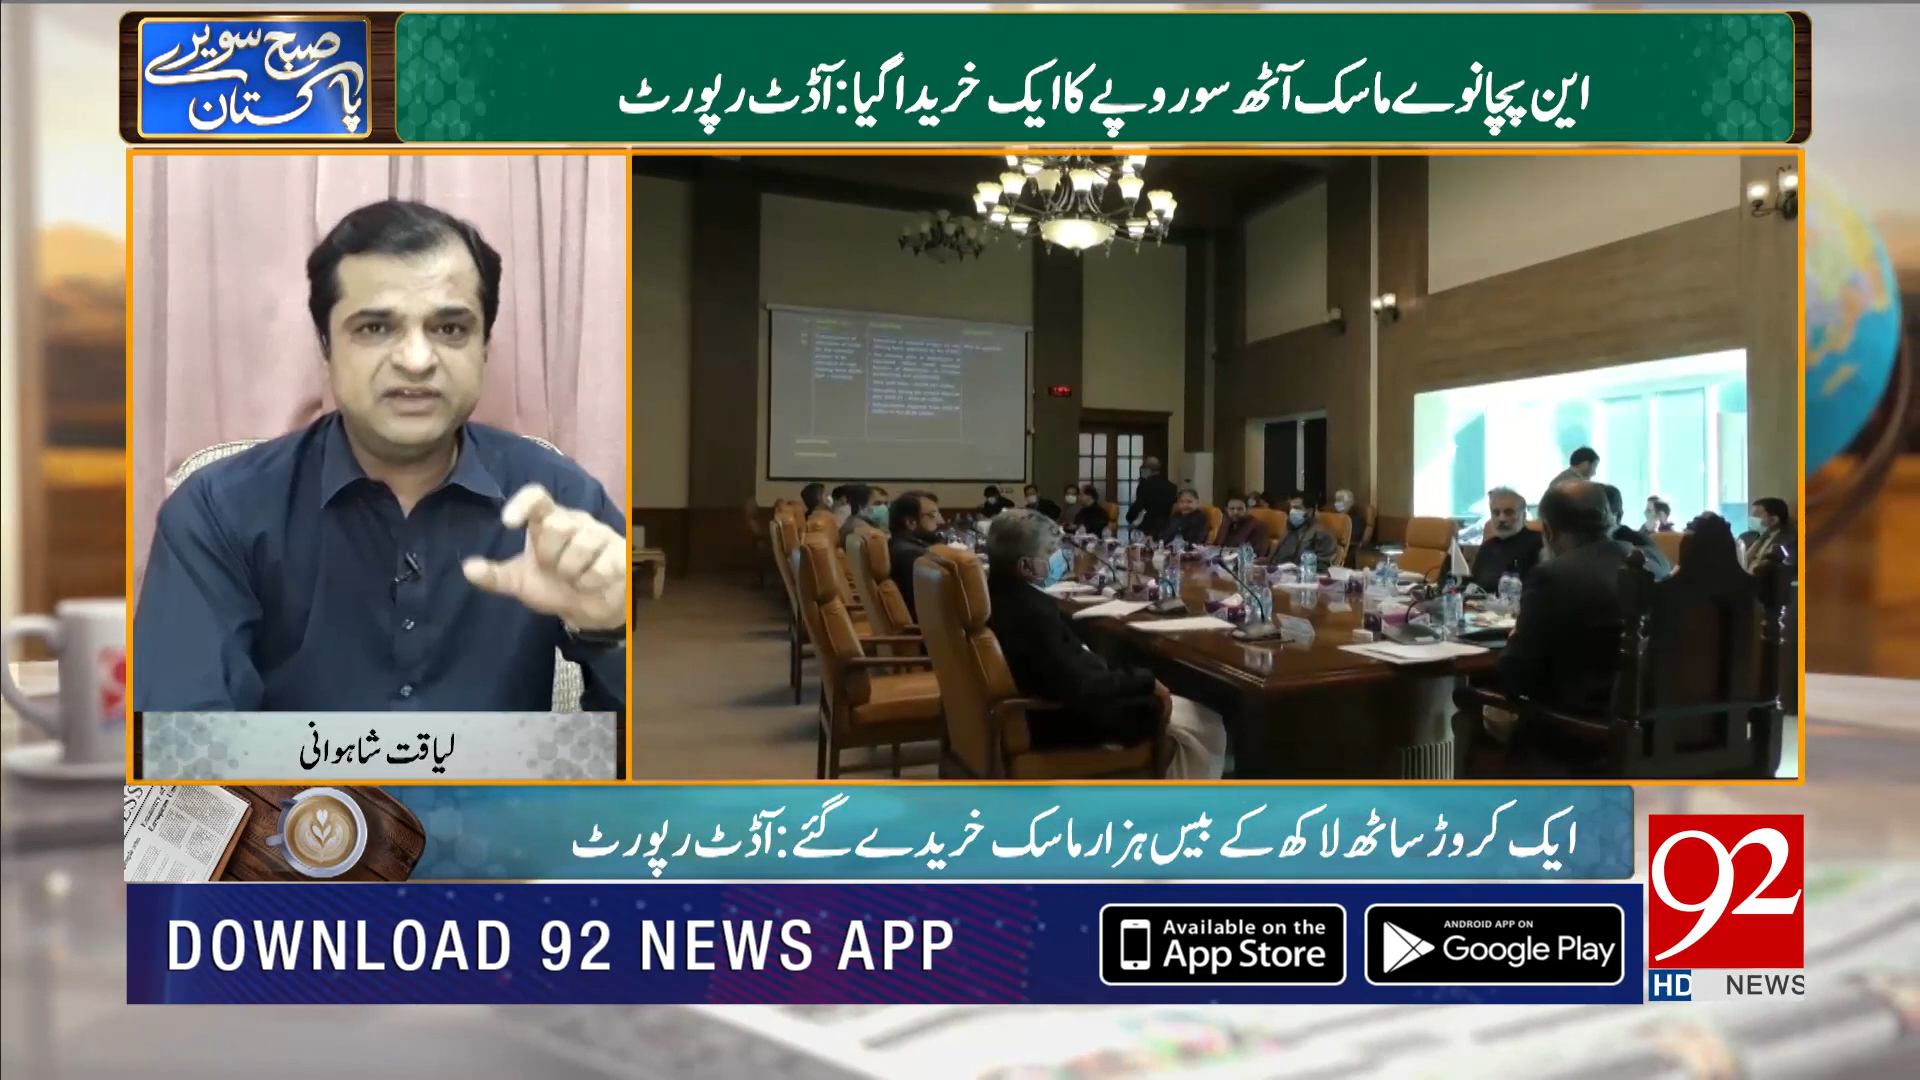 صبح سویرے
پاکستان
این پچانوے ماسک آٹھ سو روپے کا ایک خریدا گیا: آڈٹ رپورٹ
لیاقت شاہوانی
ایک کروڑ ساٹھ لاکھ کے بیس ہزار ماسک خریدے گئے: آڈٹ رپورٹ
DOWNLOAD 92 NEWS APP
Available on the
App Store
ANDROID APP ON
Google Play
92
HD NEWS